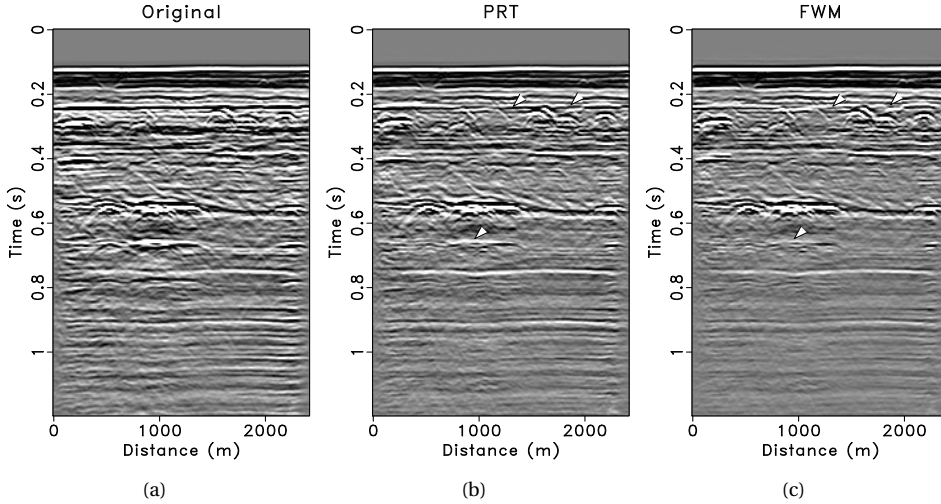 Original PRT FWM
0 0 0
0.2 0.2 0.2
0.4 0.4 0.4
0.6 0.6 0.6
0.8 0.8 0.8
1 1 1
Time (s) Time (s) Time (s)
0 1000 2000 0 1000 2000 0 1000 2000
Distance (m) Distance (m) Distance (m)
(a) (b) (c)